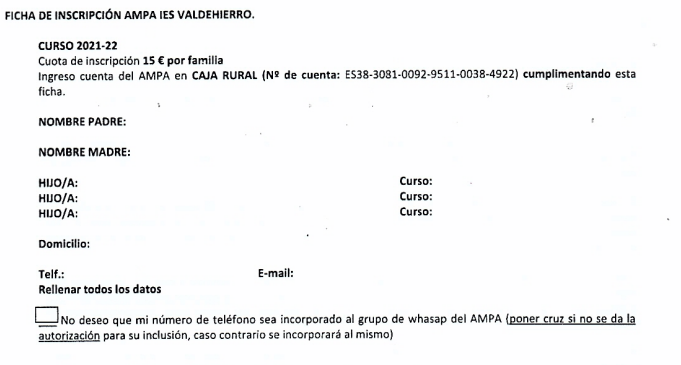 FICHA DE INSCRIPCIÓN AMPA IES VALDEHIERRO.
CURSO 2021-22
Cuota de inscripción 15 € por familia
Ingreso cuenta del AMPA en CAJA RURAL (Nº de cuenta: ES38-3081-0092-9511-0038-4922) cumplimentando esta
ficha.
NOMBRE PADRE:
NOMBRE MADRE:
HIJO/A: Curso:
HIJO/A: Curso:
HIJO/A: Curso:
Domicilio:
Telf.: E-mail:
Rellenar todos los datos
No deseo que mi número de teléfono sea incorporado al grupo de whasap del AMPA (poner cruz si no se da la
autorización para su inclusión, caso contrario se incorporará al mismo)